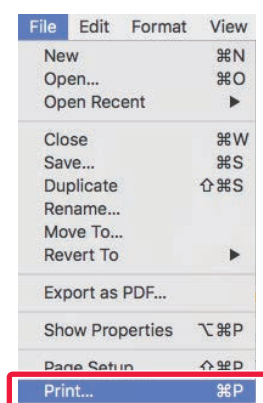 File Edit Format View
New ⌘N
Open... ⌘O
Open Recent ▶
Close ⌘W
Save... ⌘S
Duplicate ⇧⌘S
Rename...
Move To...
Revert To ▶
Export as PDF...
Show Properties ⌥⌘P
Page Setup ⇧⌘P
Print... ⌘P